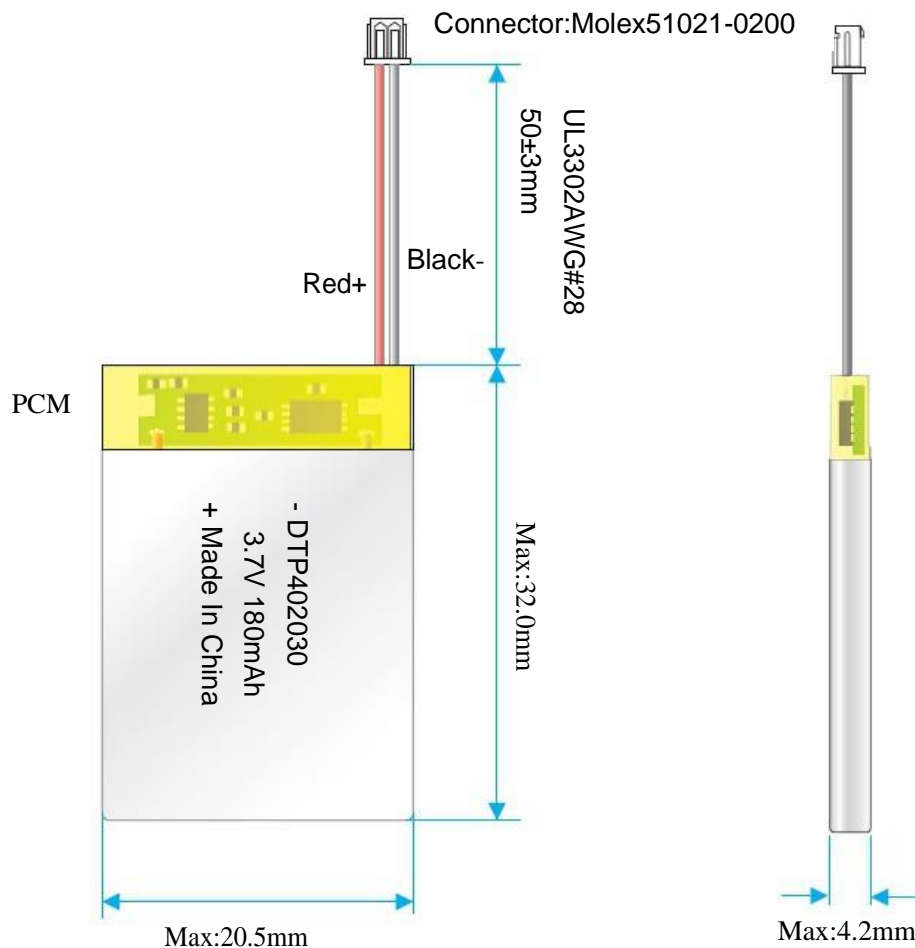 Connector:Molex51021-0200
UL3302AWG#28
50±3mm
Black-
Red+
PCM
- DTP402030
3.7V 180mAh
+ Made In China
Max:32.0mm
Max:20.5mm
Max:4.2mm